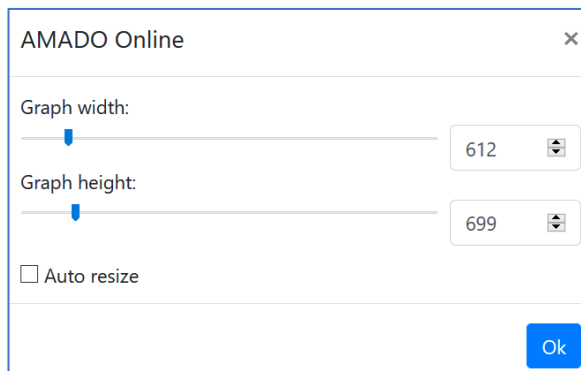 AMADO Online ×
Graph width:
612
Graph height:
699
Auto resize
Ok